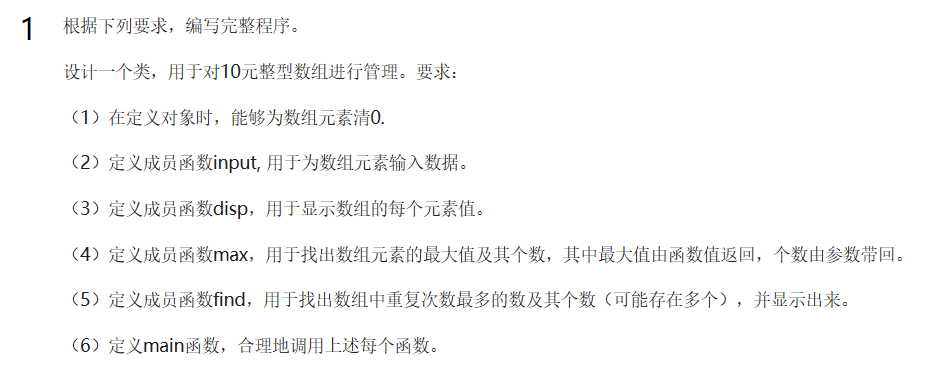 1 根据下列要求，编写完整程序。
设计一个类，用于对10元整型数组进行管理。要求：
（1）在定义对象时，能够为数组元素清0.
（2）定义成员函数input, 用于为数组元素输入数据。
（3）定义成员函数disp，用于显示数组的每个元素值。
（4）定义成员函数max，用于找出数组元素的最大值及其个数，其中最大值由函数值返回，个数由参数带回。
（5）定义成员函数find，用于找出数组中重复次数最多的数及其个数（可能存在多个），并显示出来。
（6）定义main函数，合理地调用上述每个函数。